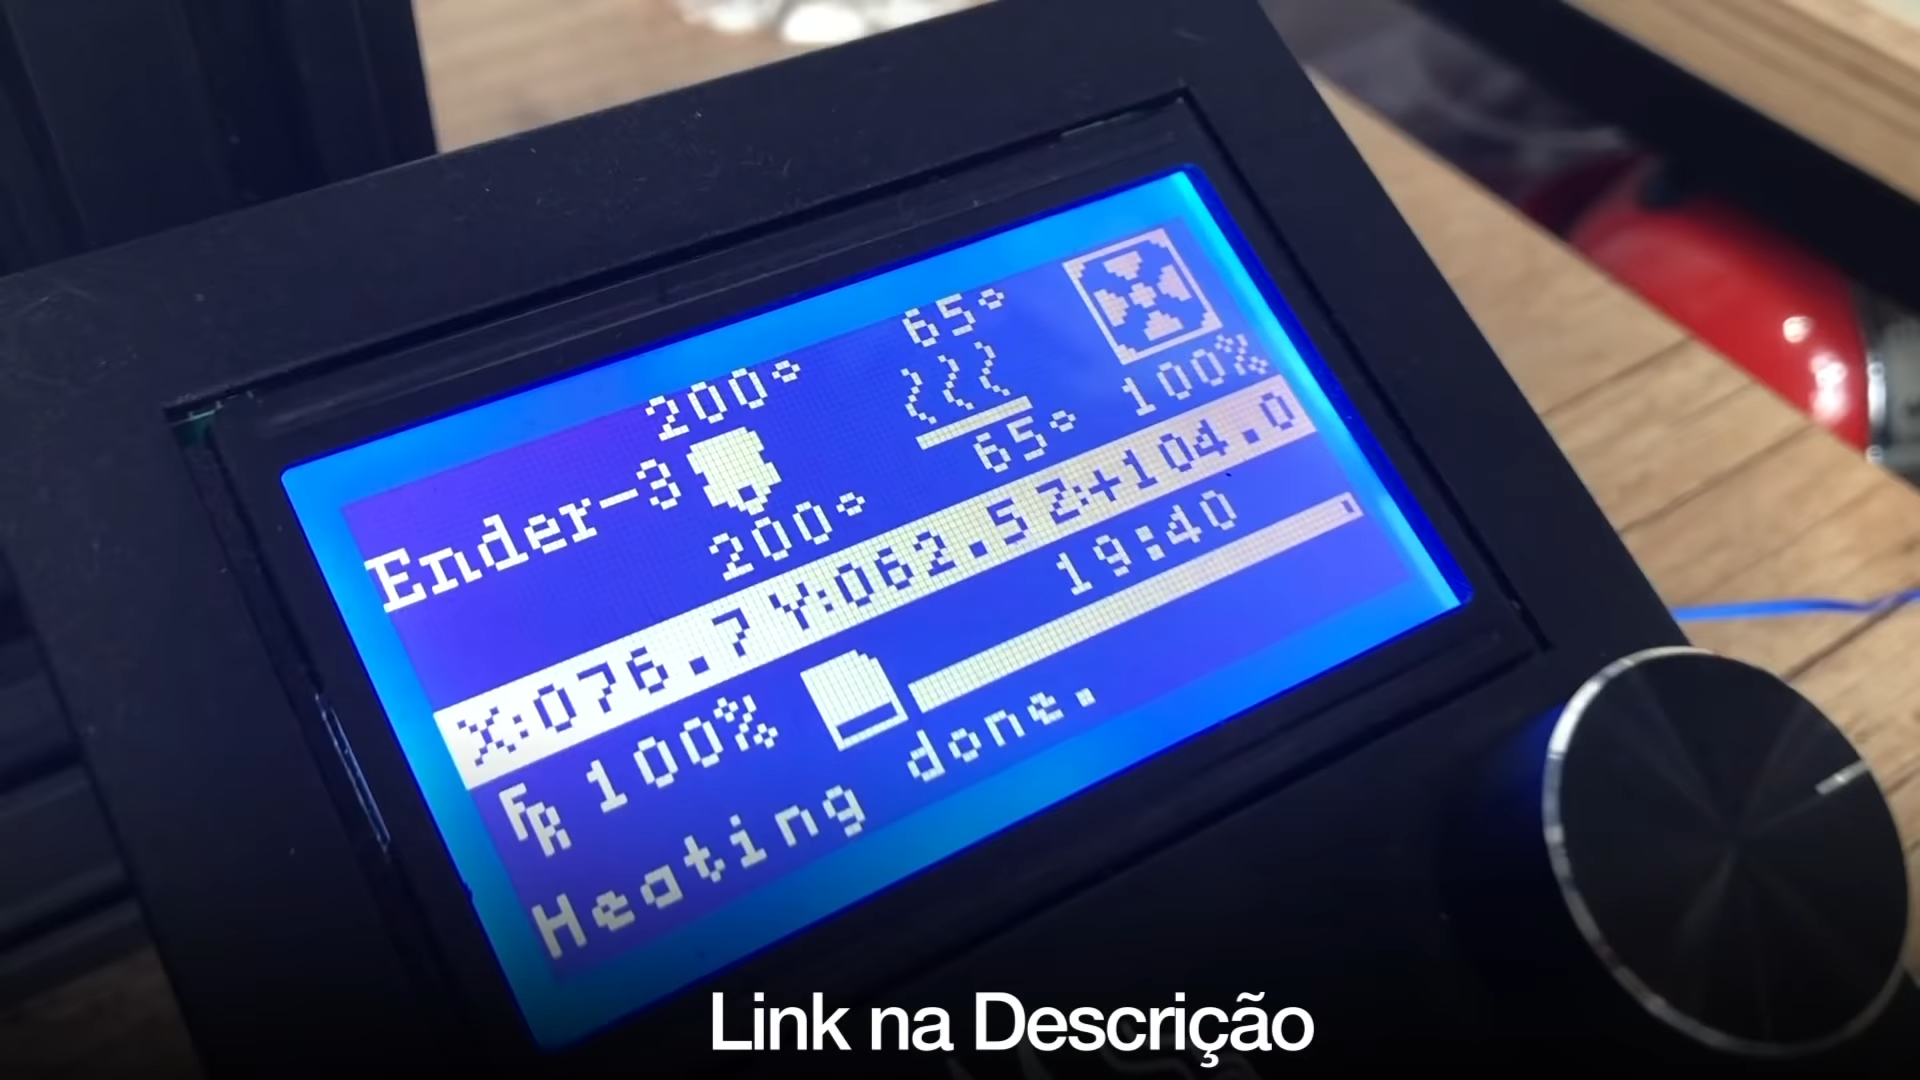 65°
200°
100%
Ender-3
65°
200°
X:076.7 Y:062.5 Z:+104.0
19:40
FR 100%
Heating done.
Link na Descrição